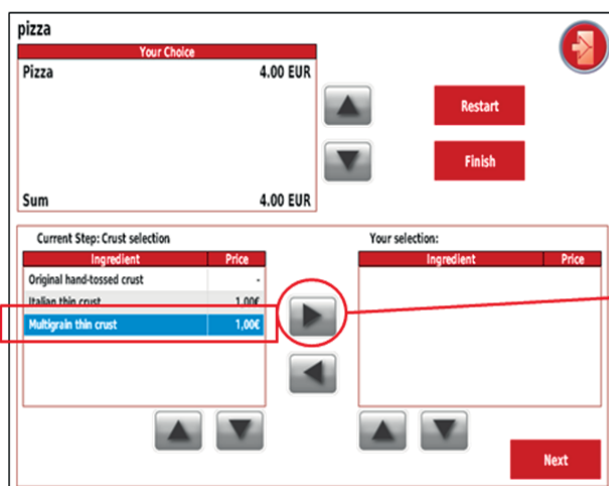 pizza
Your Choice
Pizza 4.00 EUR
Restart
Finish
Sum 4.00 EUR
Current Step: Crust selection
Your selection:
Ingredient Price
Ingredient Price
Original hand-tossed crust -
Italian thin crust 1,00€
Multigrain thin crust 1,00€
Next